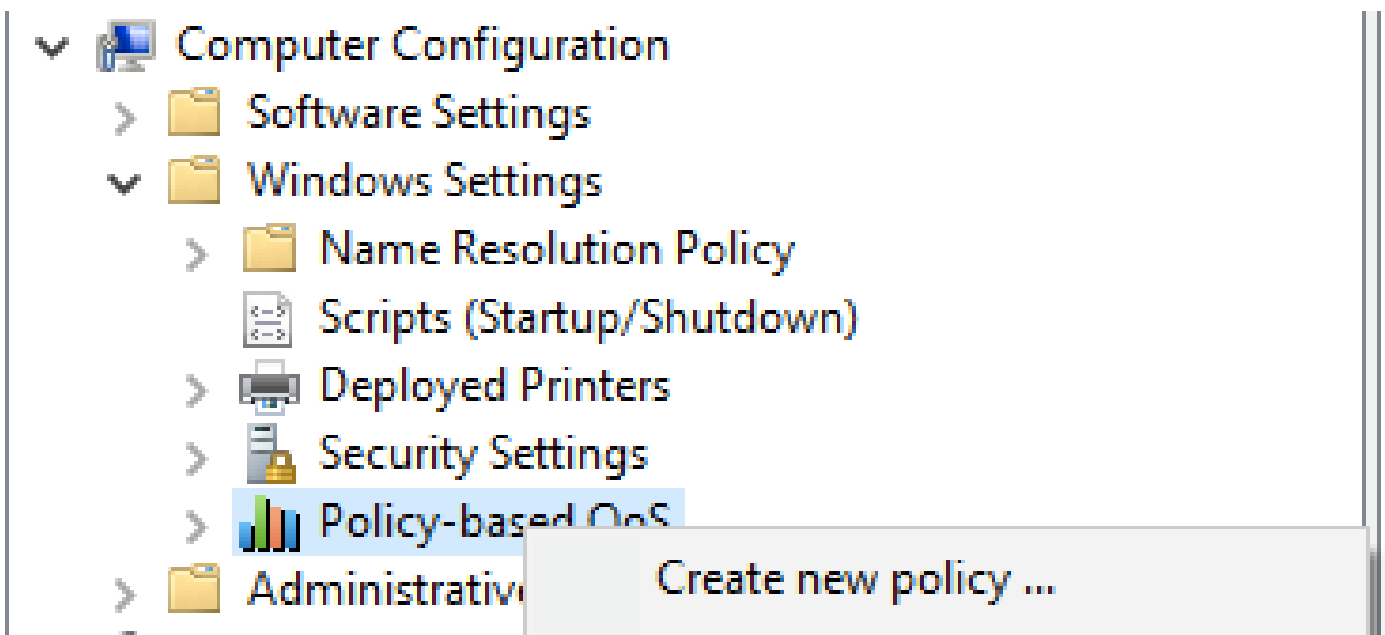 Computer Configuration
Software Settings
Windows Settings
Name Resolution Policy
Scripts (Startup/Shutdown)
Deployed Printers
Security Settings
Policy-based QoS
Create new policy ...
Administrative